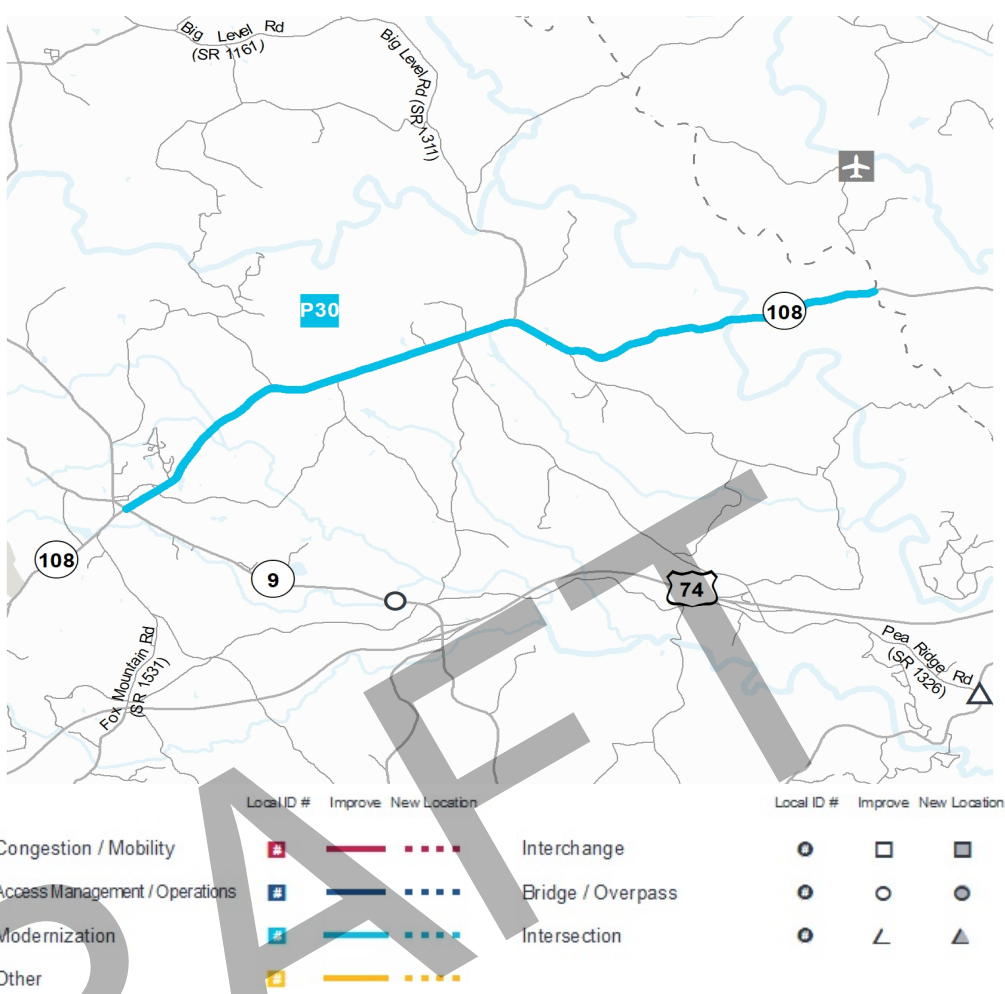 Big Level Rd
(SR 1161)
Big Level Rd (SR 1311)
P30
108
108
9
74
Fox Mountain Rd
(SR 1531)
Pea Ridge Rd
(SR 1326)
Local ID # Improve New Location
Local ID # Improve New Location
Congestion / Mobility #
Interchange #
Access Management / Operations #
Bridge / Overpass #
Modernization #
Intersection #
Other #
RAFT